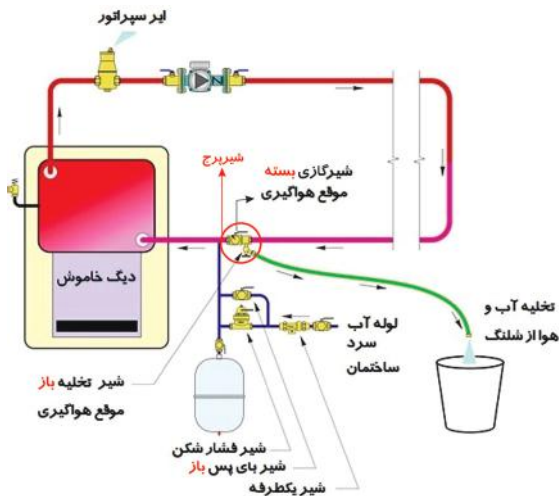 ایر سپراتور
شیرپرج
شیرگازی بسته
موقع هواگیری
دیگ خاموش
تخلیه آب و
هوا از شلنگ
لوله آب
سرد
ساختمان
شیر تخلیه باز
موقع هواگیری
شیر فشار شکن
شیر بای پس باز
شیر یکطرفه